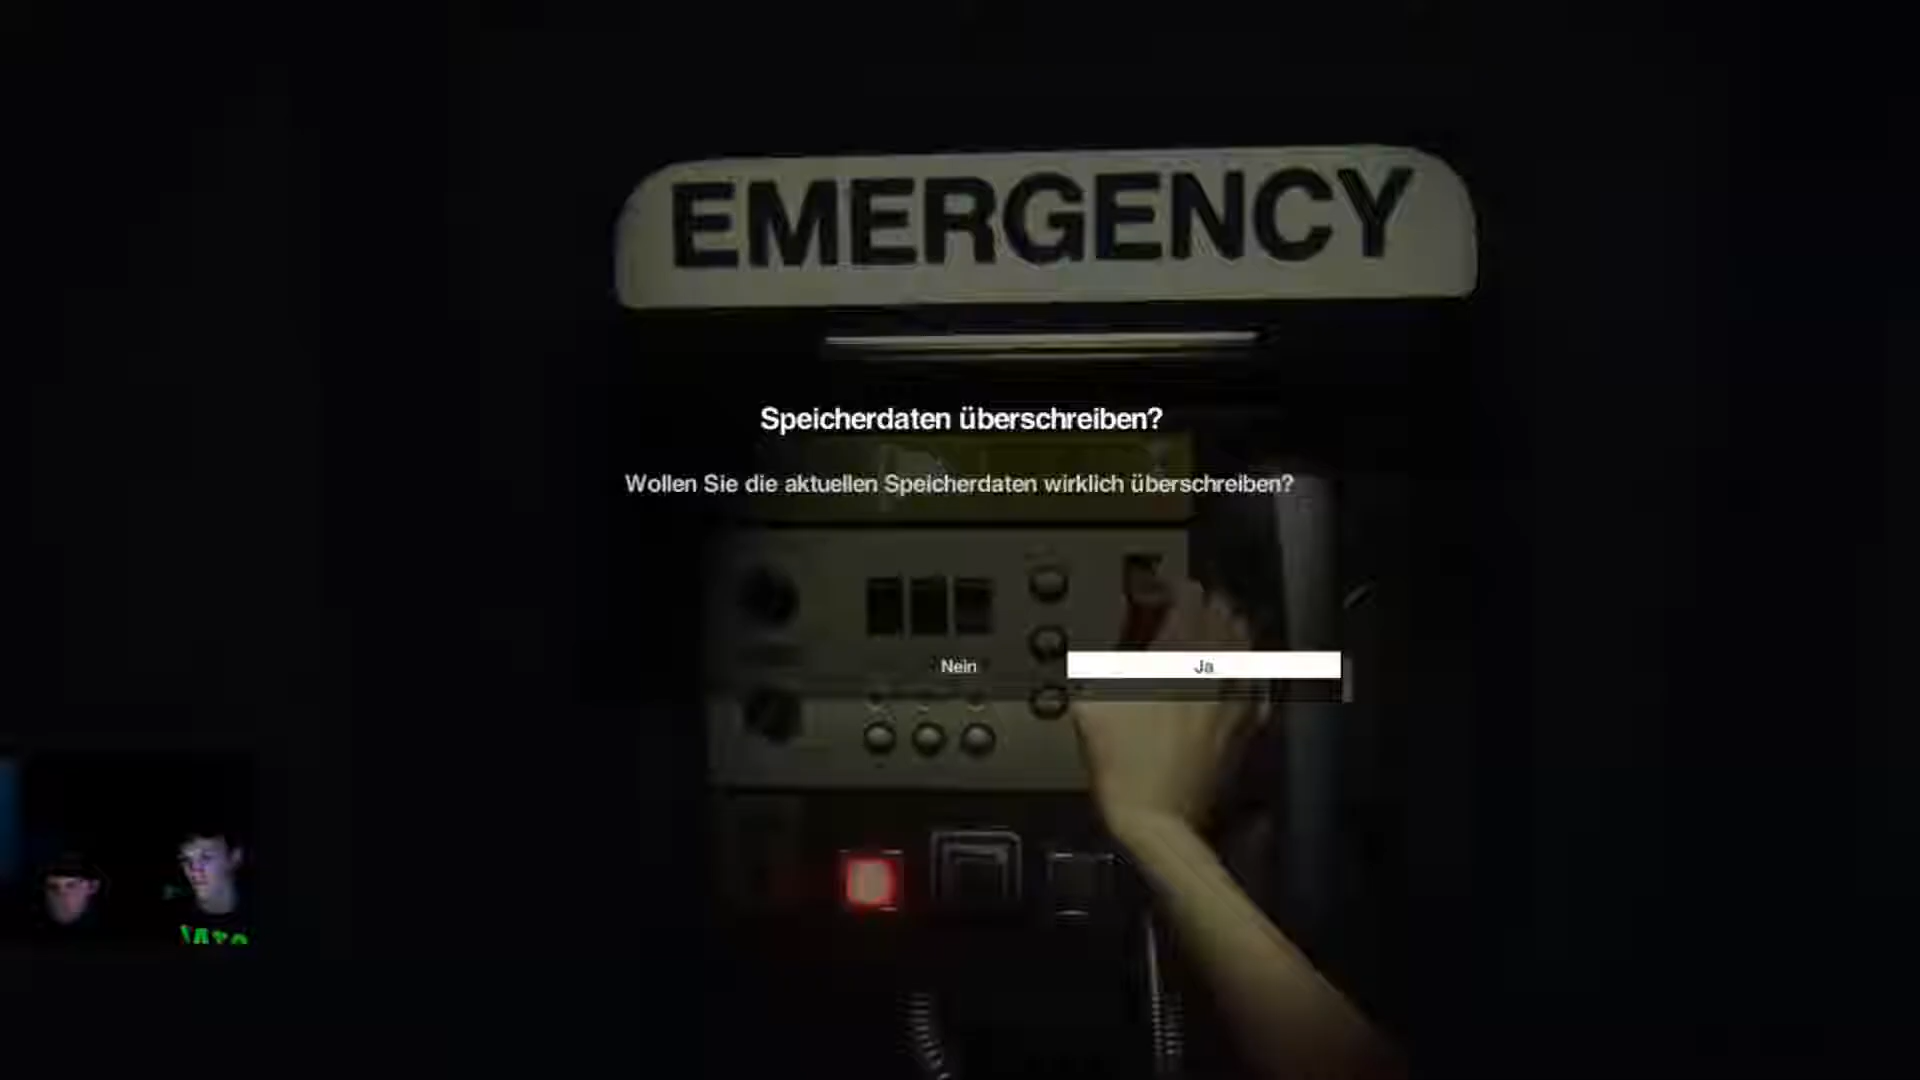 EMERGENCY
Speicherdaten überschreiben?
Wollen Sie die aktuellen Speicherdaten wirklich überschreiben?
Nein
Ja